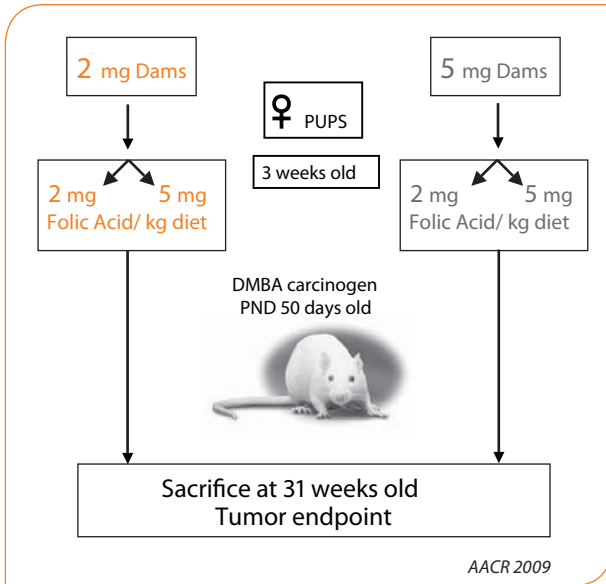 2 mg Dams
5 mg Dams
♀ PUPS
3 weeks old
2 mg 5 mg
Folic Acid/ kg diet
2 mg 5 mg
Folic Acid/ kg diet
DMBA carcinogen
PND 50 days old
Sacrifice at 31 weeks old
Tumor endpoint
AACR 2009